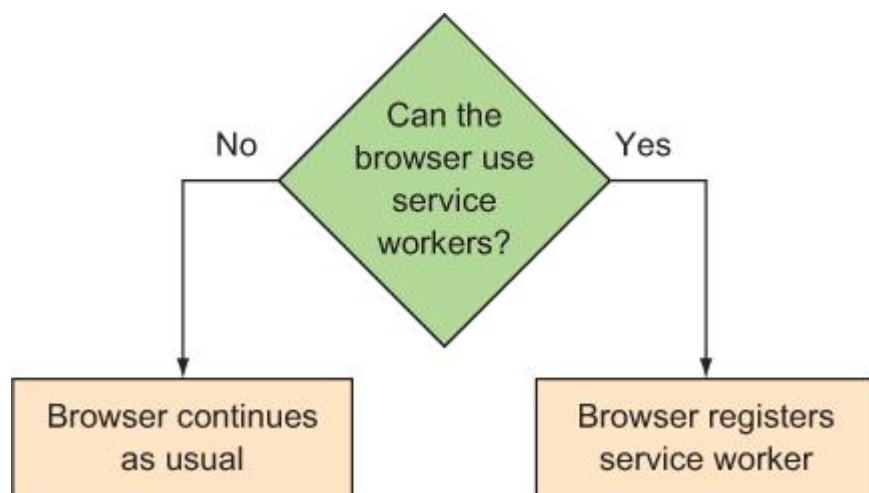 Can the
No
browser use
Yes
service
workers?
Browser continues
as usual
Browser registers
service worker